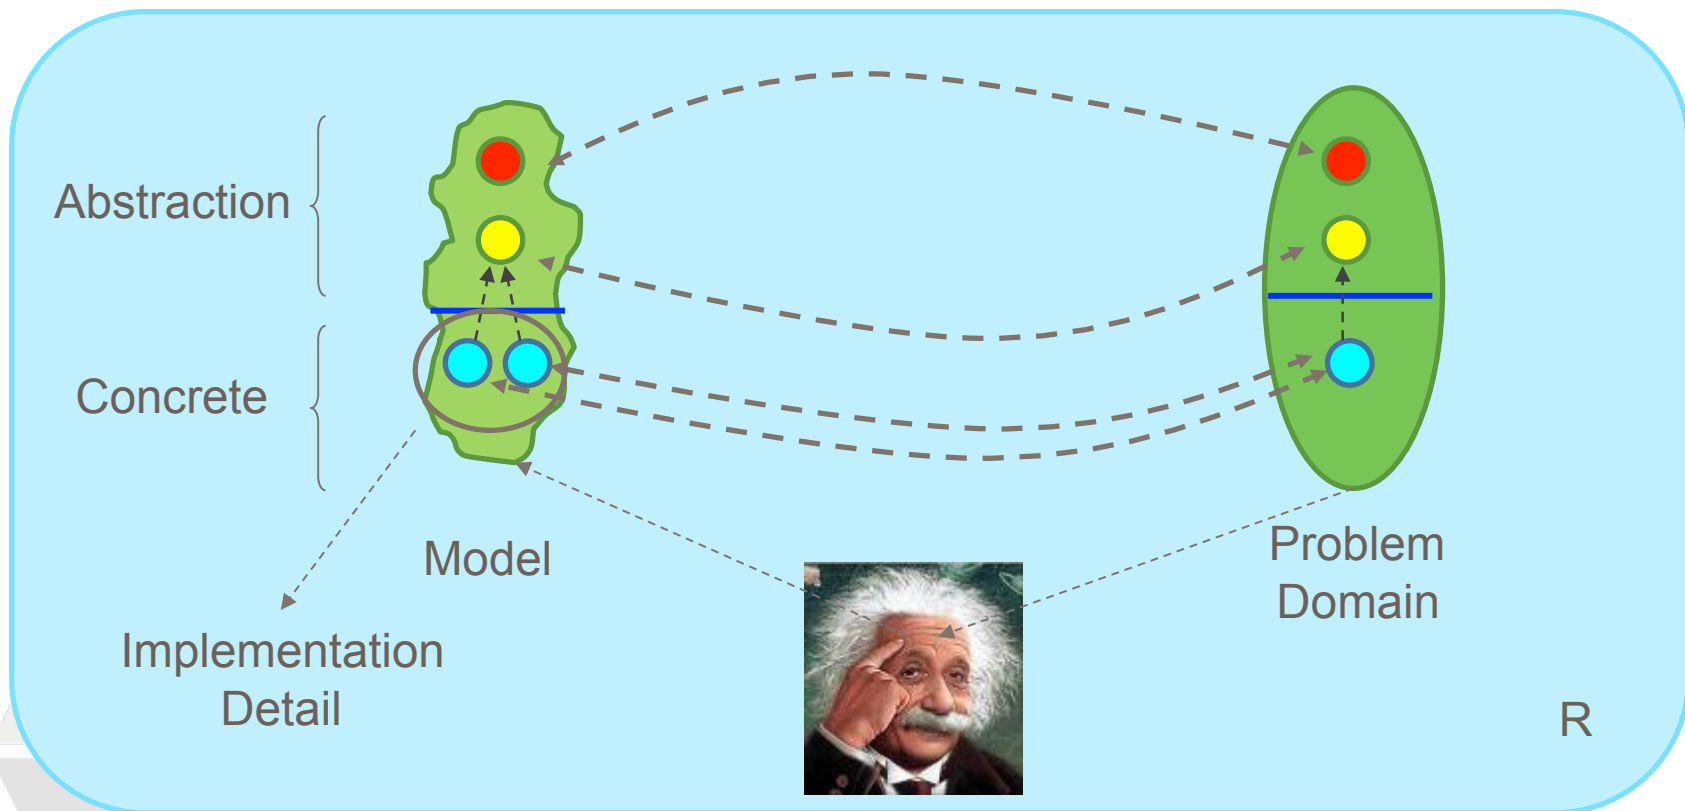 Abstraction
Concrete
Model
Problem
Domain
Implementation
Detail
R